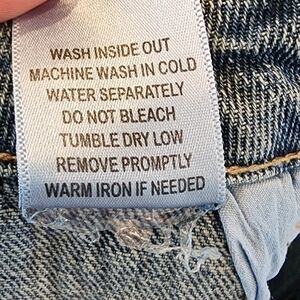 WASH INSIDE OUT
MACHINE WASH IN COLD
WATER SEPARATELY
DO NOT BLEACH
TUMBLE DRY LOW
REMOVE PROMPTLY
WARM IRON IF NEEDED